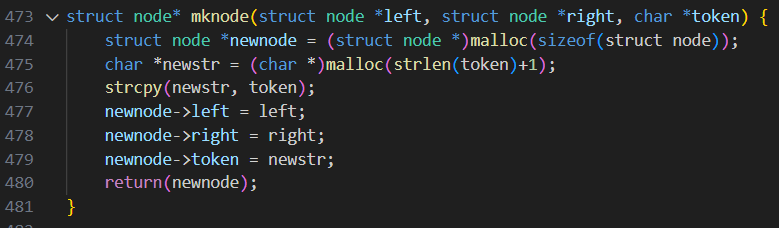 473 struct node* mknode(struct node *left, struct node *right, char *token) {
474     struct node *newnode = (struct node *)malloc(sizeof(struct node));
475     char *newstr = (char *)malloc(strlen(token)+1);
476     strcpy(newstr, token);
477     newnode->left = left;
478     newnode->right = right;
479     newnode->token = newstr;
480     return(newnode);
481 }